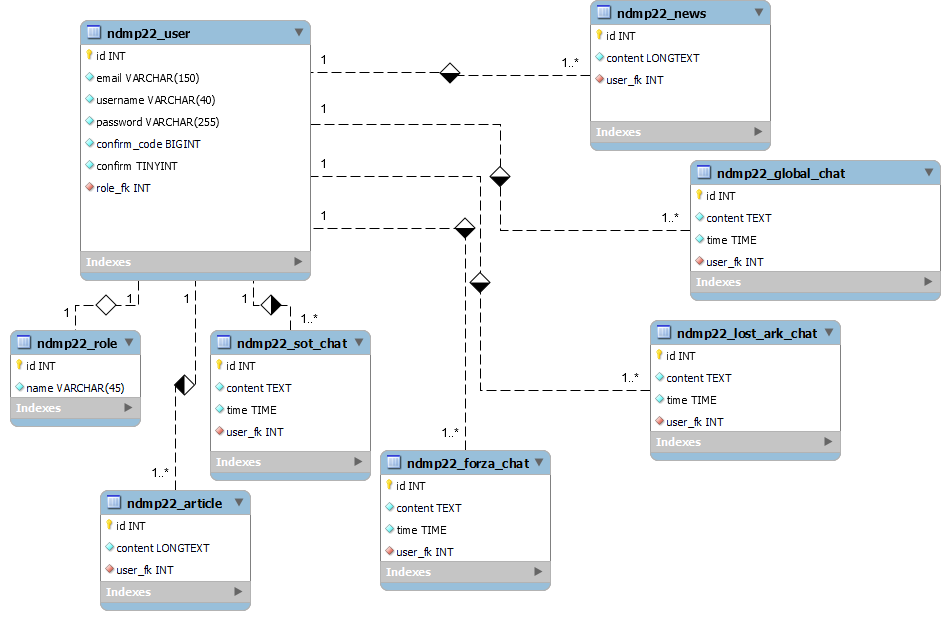 ndmp22_user
id INT
email VARCHAR(150)
username VARCHAR(40)
password VARCHAR(255)
confirm_code BIGINT
confirm TINYINT
role_fk INT
Indexes
1
1..*
ndmp22_news
id INT
content LONGTEXT
user_fk INT
Indexes
1
1..*
ndmp22_global_chat
id INT
content TEXT
time TIME
user_fk INT
Indexes
1
1..*
ndmp22_lost_ark_chat
id INT
content TEXT
time TIME
user_fk INT
Indexes
1
1..*
ndmp22_forza_chat
id INT
content TEXT
time TIME
user_fk INT
Indexes
1
1
ndmp22_role
id INT
name VARCHAR(45)
Indexes
1
1..*
ndmp22_sot_chat
id INT
content TEXT
time TIME
user_fk INT
Indexes
1
1..*
ndmp22_article
id INT
content LONGTEXT
user_fk INT
Indexes